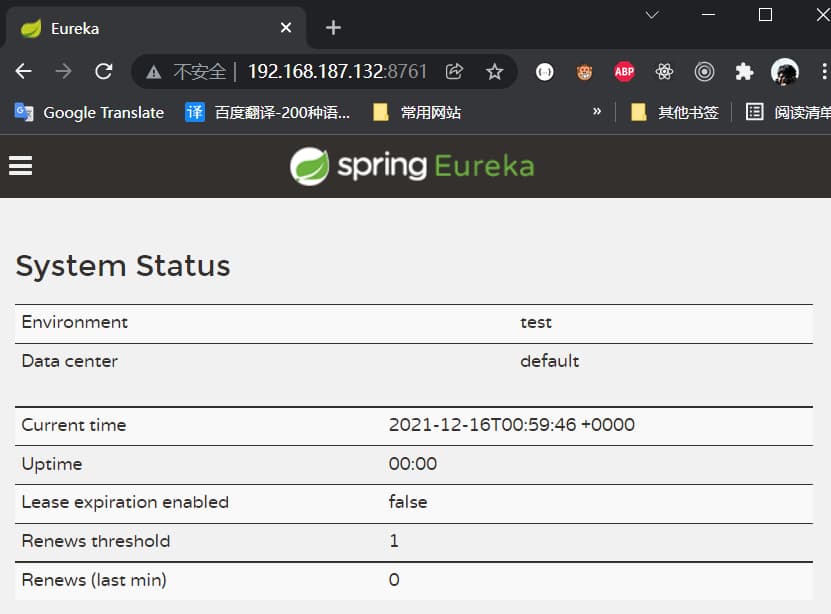 Eureka
不安全 192.168.187.132:8761
ABP
Google Translate 译 百度翻译-200种语... 常用网站 » 其他书签 阅读清单
spring Eureka
System Status
Environment test
Data center default
Current time 2021-12-16T00:59:46 +0000
Uptime 00:00
Lease expiration enabled false
Renews threshold 1
Renews (last min) 0